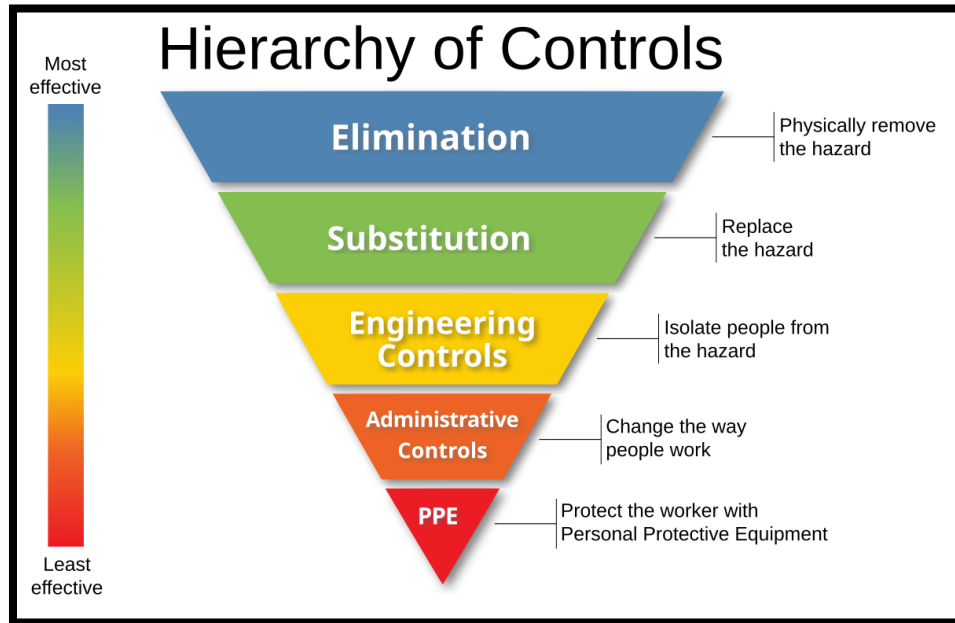 Hierarchy of Controls
Most
effective
Elimination
Physically remove
the hazard
Substitution
Replace
the hazard
Engineering
Controls
Isolate people from
the hazard
Administrative
Controls
Change the way
people work
PPE
Protect the worker with
Personal Protective Equipment
Least
effective